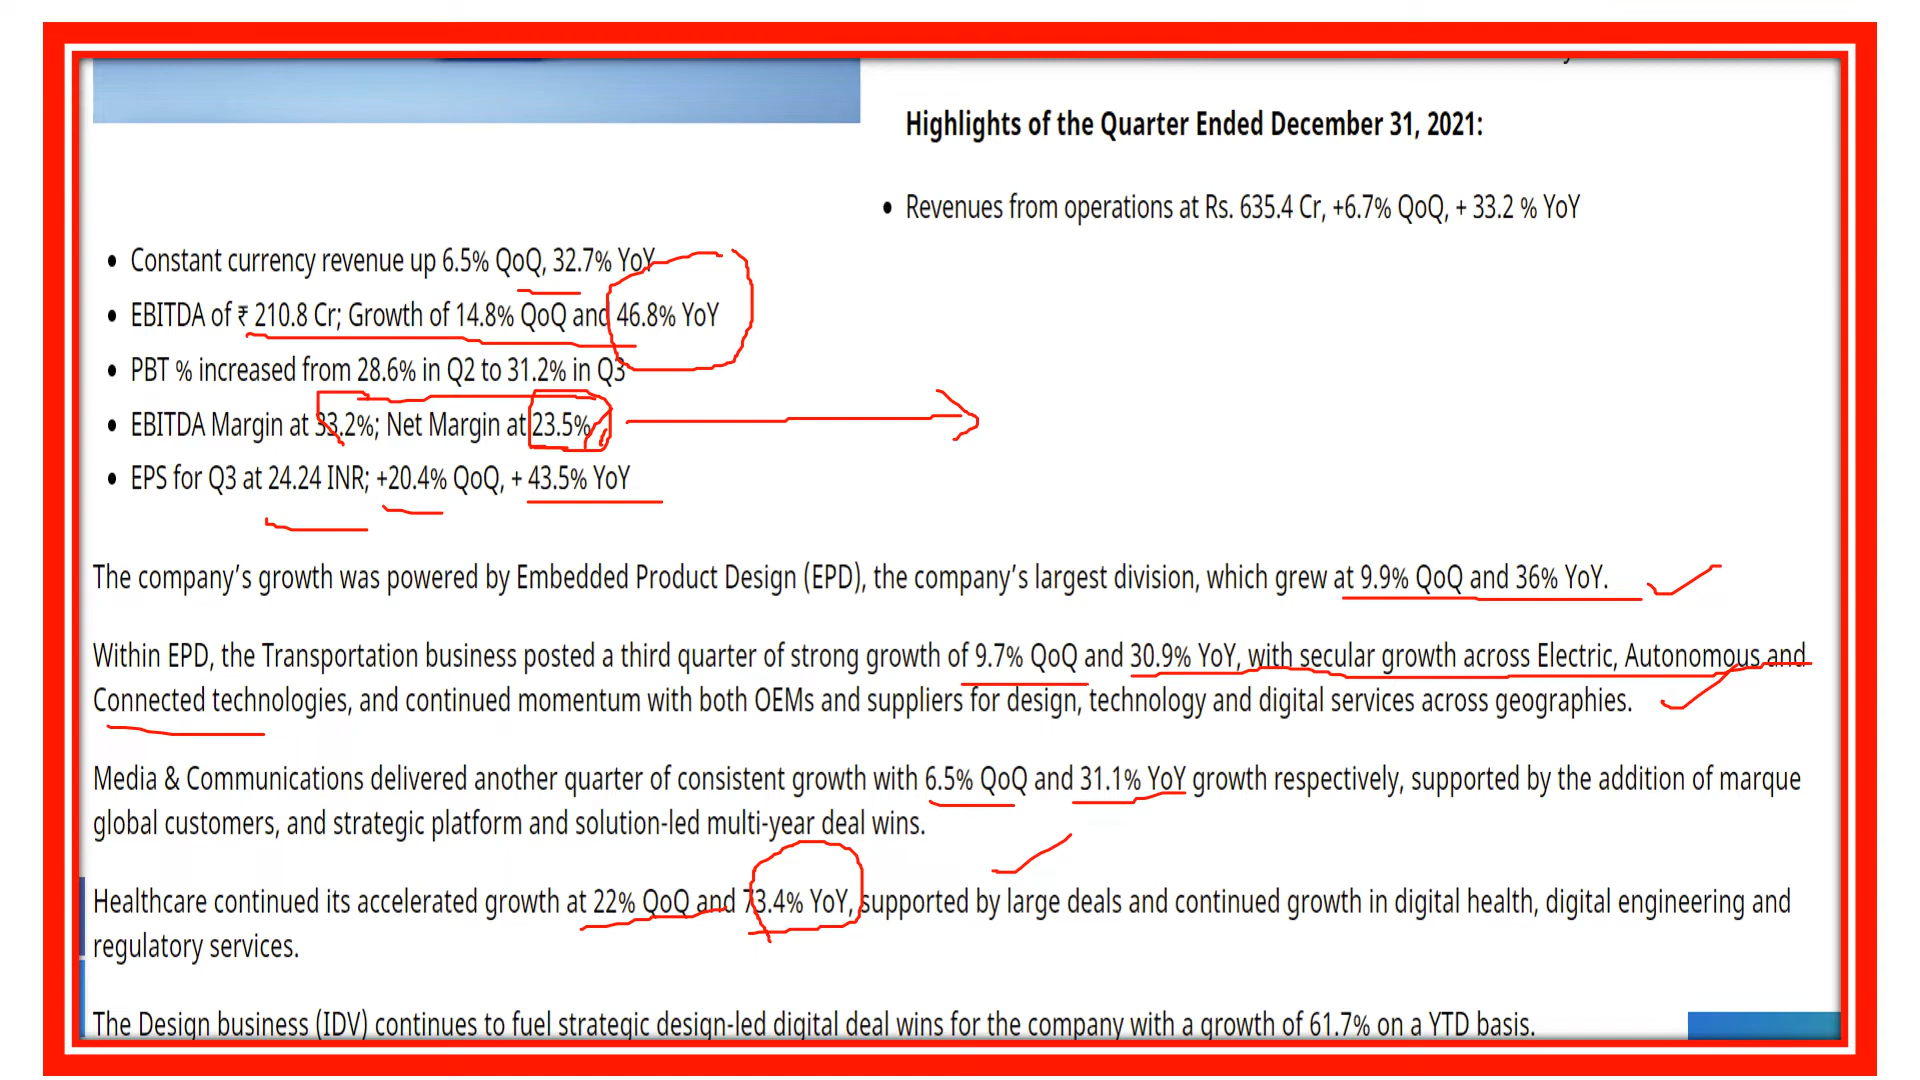 Highlights of the Quarter Ended December 31, 2021:
• Revenues from operations at Rs. 635.4 Cr, +6.7% QoQ, + 33.2 % YoY
• Constant currency revenue up 6.5% QoQ, 32.7% YoY
• EBITDA of ₹ 210.8 Cr; Growth of 14.8% QoQ and 46.8% YoY
• PBT % increased from 28.6% in Q2 to 31.2% in Q3
• EBITDA Margin at 33.2%; Net Margin at 23.5%
• EPS for Q3 at 24.24 INR; +20.4% QoQ, + 43.5% YoY
The company’s growth was powered by Embedded Product Design (EPD), the company’s largest division, which grew at 9.9% QoQ and 36% YoY.
Within EPD, the Transportation business posted a third quarter of strong growth of 9.7% QoQ and 30.9% YoY, with secular growth across Electric, Autonomous and
Connected technologies, and continued momentum with both OEMs and suppliers for design, technology and digital services across geographies.
Media & Communications delivered another quarter of consistent growth with 6.5% QoQ and 31.1% YoY growth respectively, supported by the addition of marque
global customers, and strategic platform and solution-led multi-year deal wins.
Healthcare continued its accelerated growth at 22% QoQ and 73.4% YoY, supported by large deals and continued growth in digital health, digital engineering and
regulatory services.
The Design business (IDV) continues to fuel strategic design-led digital deal wins for the company with a growth of 61.7% on a YTD basis.